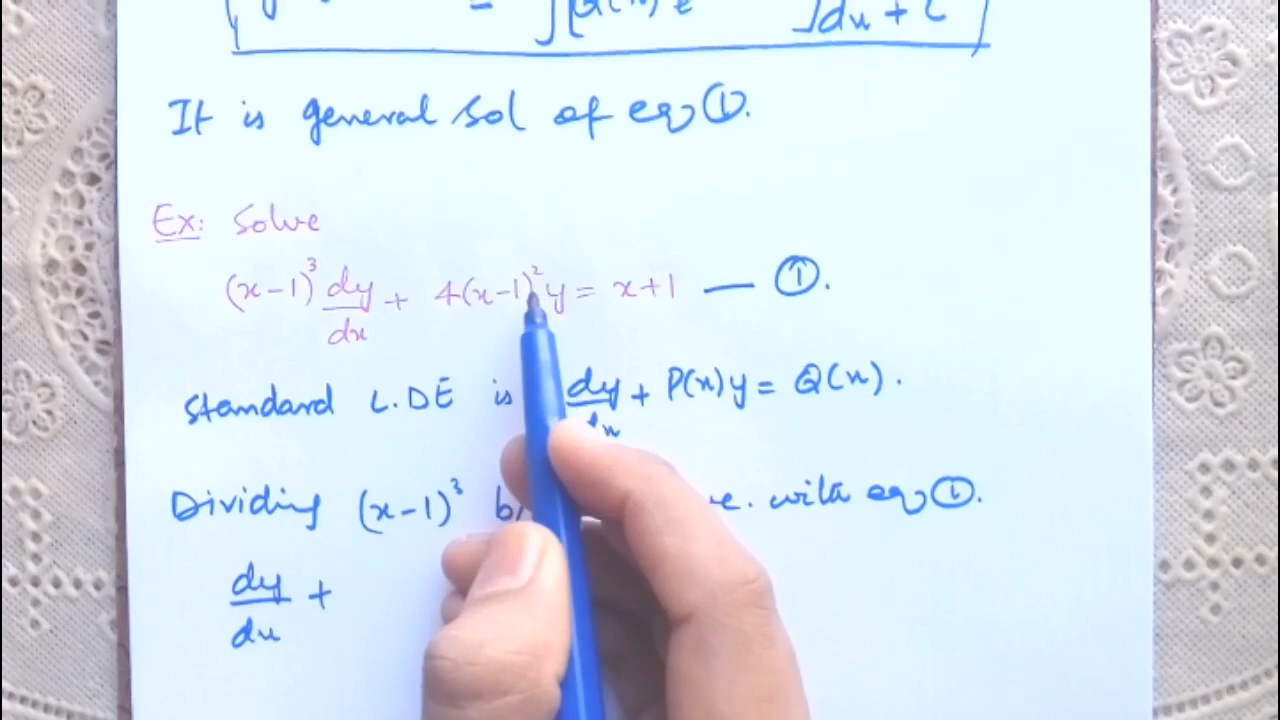 = ∫[Q(x) e ]dx + C
It is general sol of eq ①.
Ex: Solve
(x-1)³ dy/dx + 4(x-1)² y = x+1 — ①.
Standard L.DE is dy/dx + P(x)y = Q(x).
Dividing (x-1)³ with eq ①.
dy/dx +